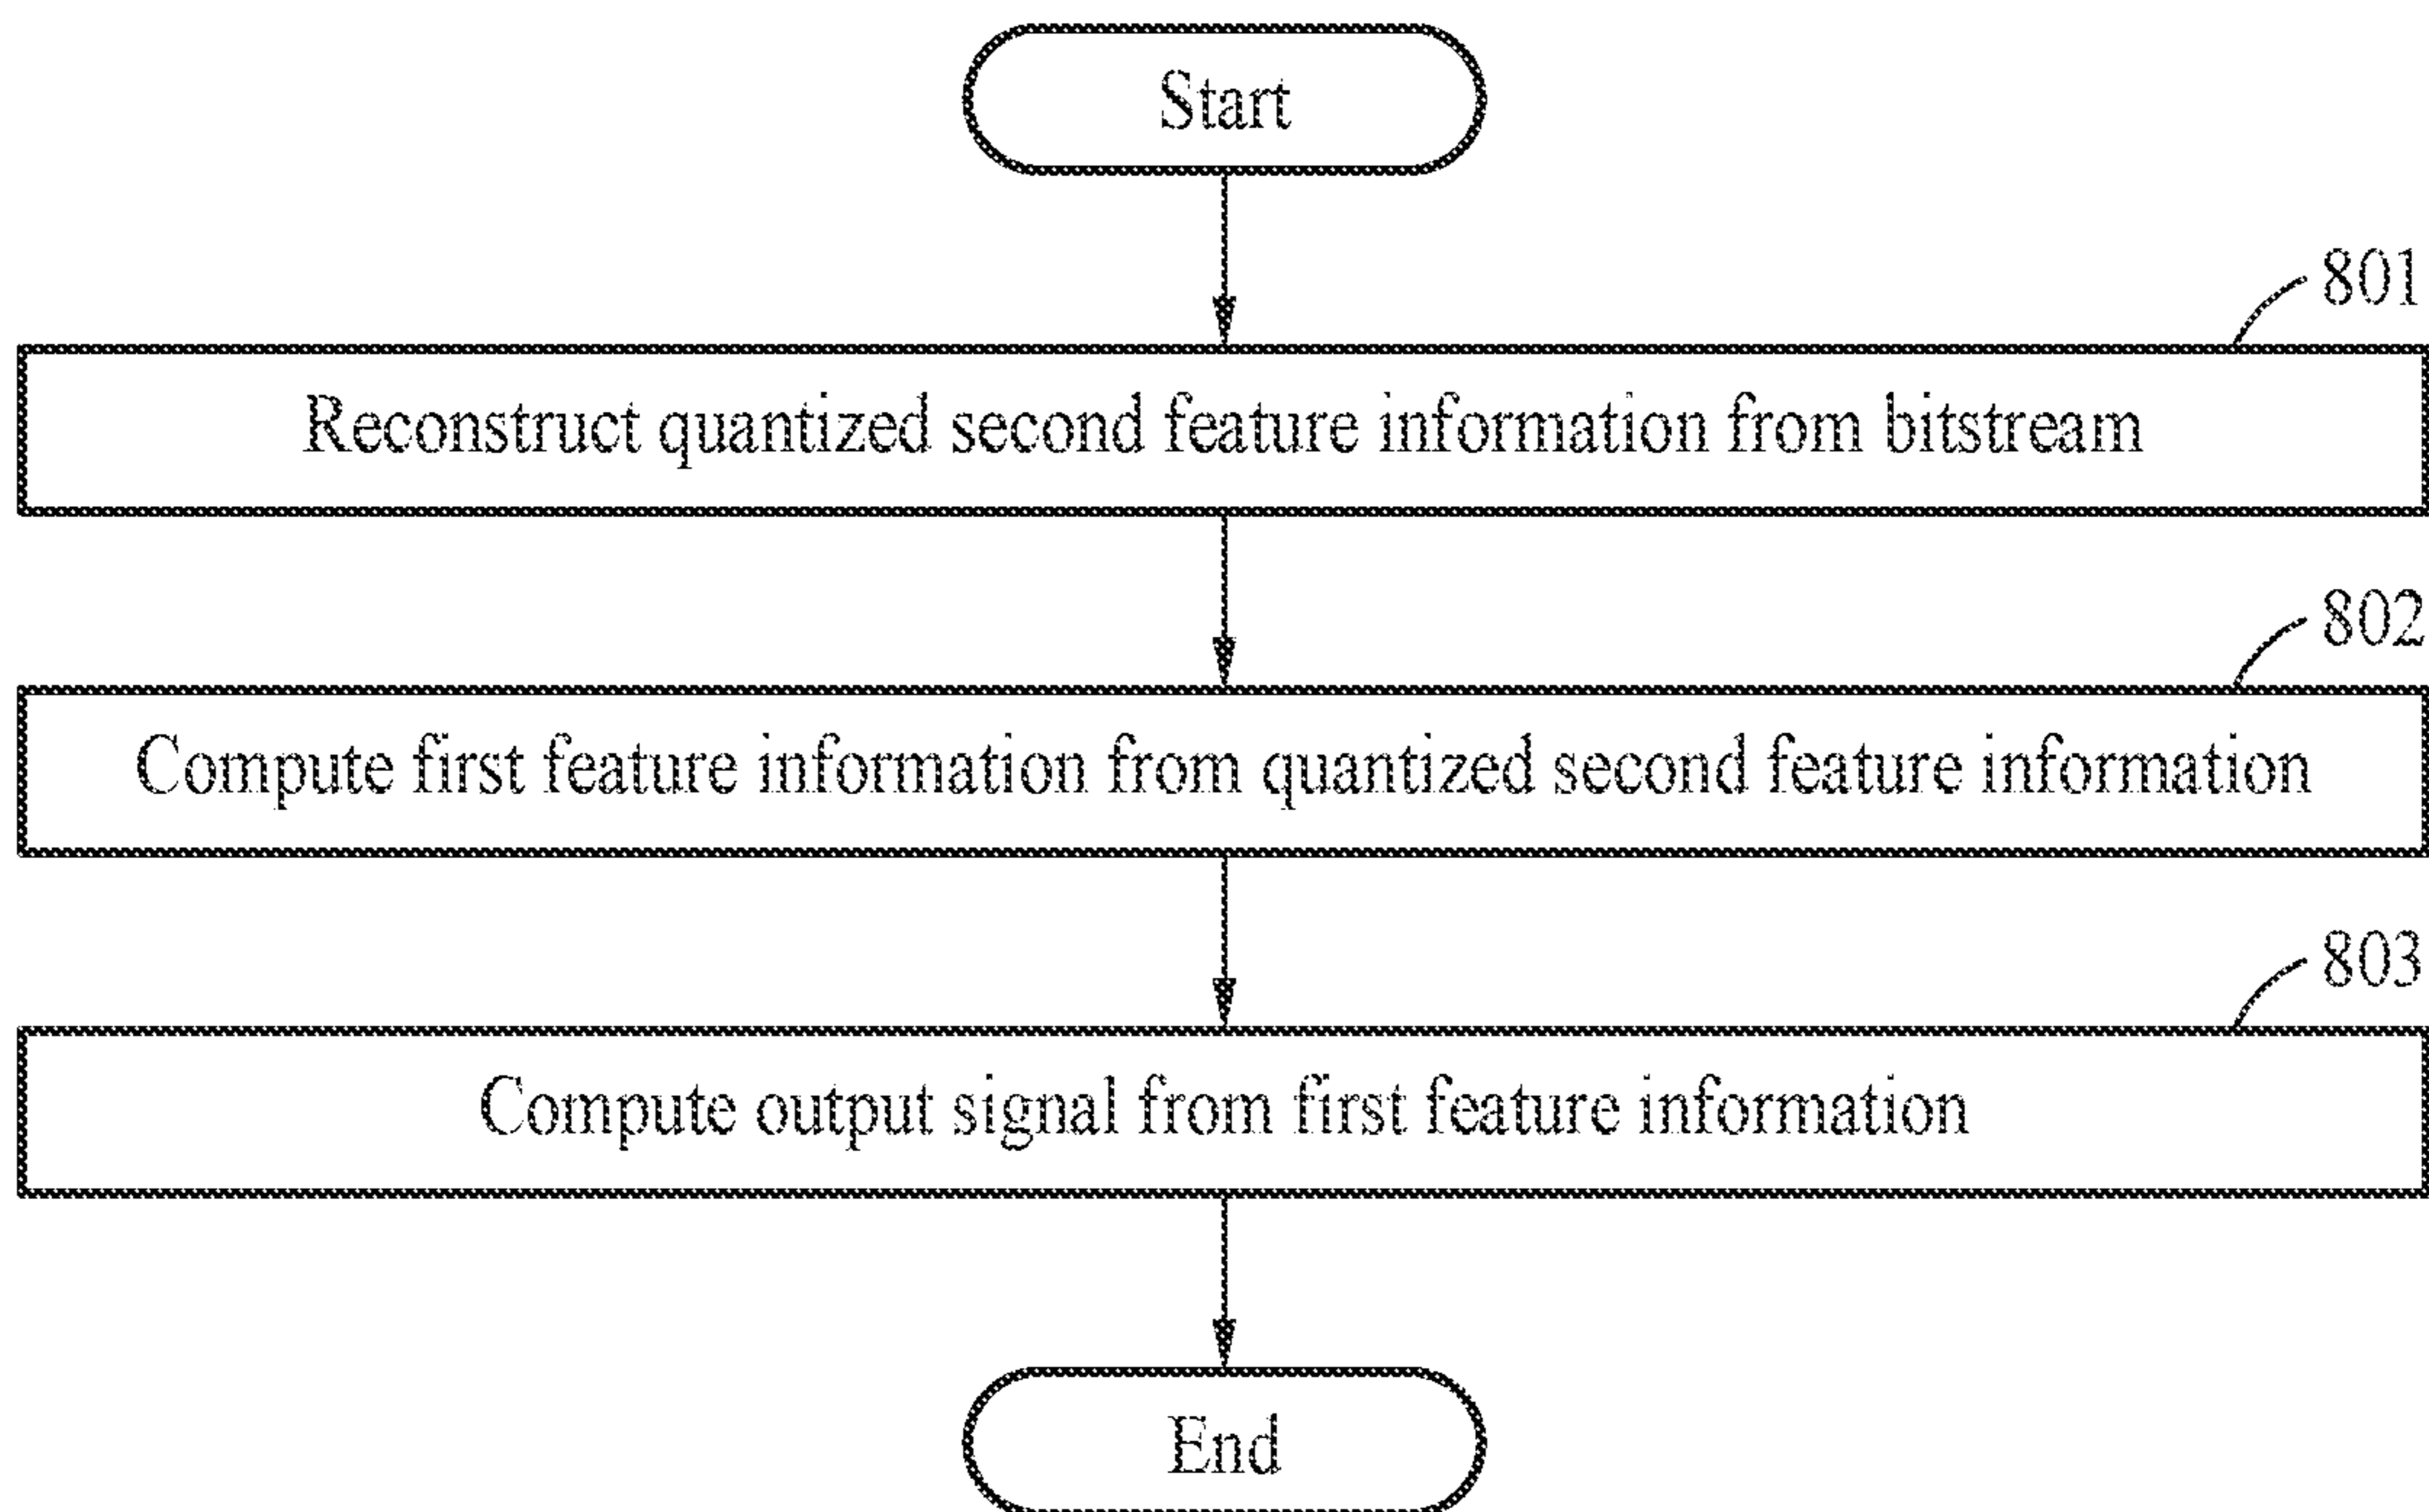 Start
801
Reconstruct quantized second feature information from bitstream
802
Compute first feature information from quantized second feature information
803
Compute output signal from first feature information
End